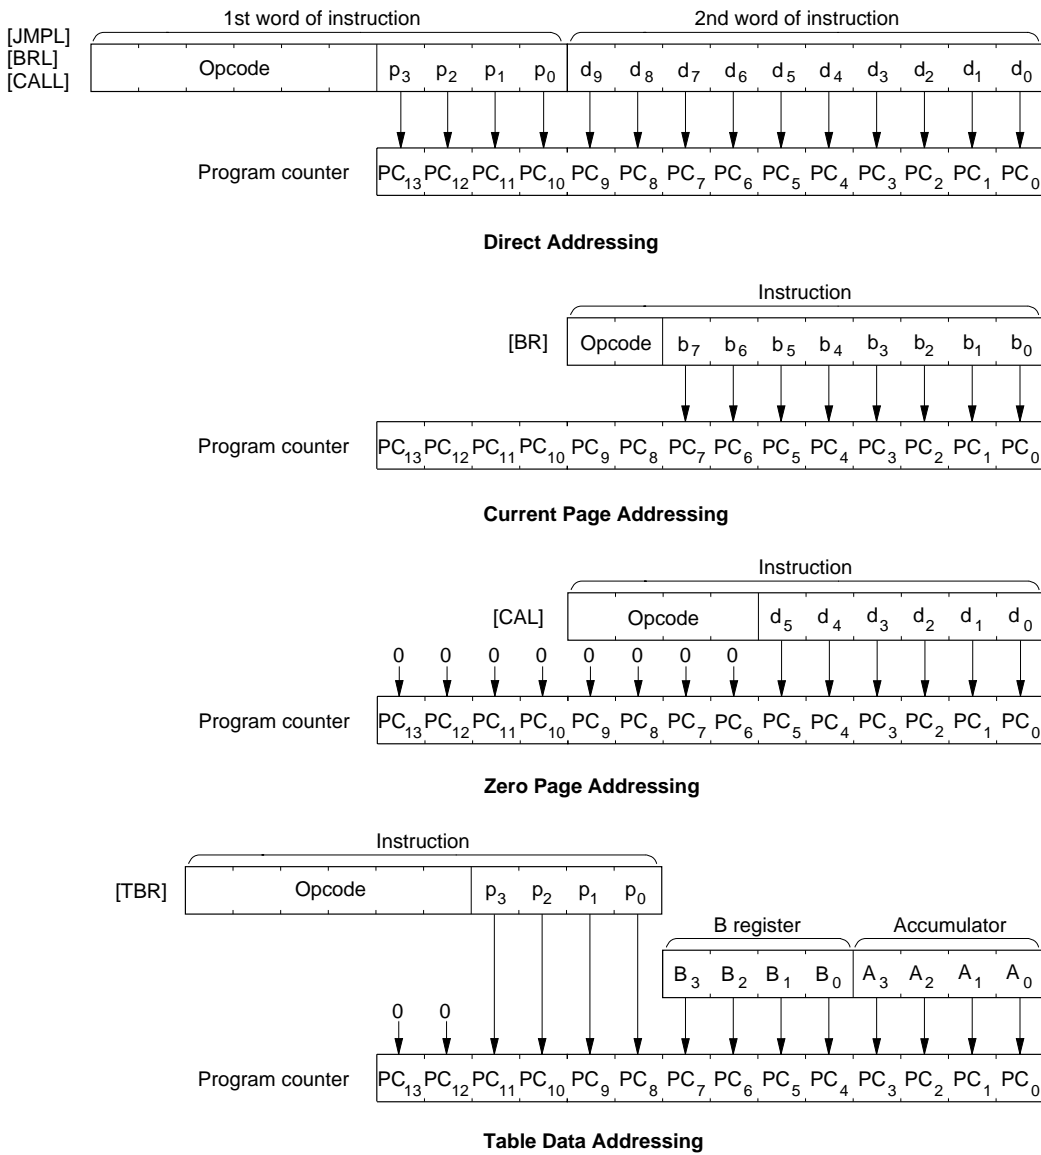 1st word of instruction 2nd word of instruction
[JMPL]
[BRL]
[CALL]
Opcode p3 p2 p1 p0 d9 d8 d7 d6 d5 d4 d3 d2 d1 d0
Program counter PC13 PC12 PC11 PC10 PC9 PC8 PC7 PC6 PC5 PC4 PC3 PC2 PC1 PC0
Direct Addressing
Instruction
[BR] Opcode b7 b6 b5 b4 b3 b2 b1 b0
Program counter PC13 PC12 PC11 PC10 PC9 PC8 PC7 PC6 PC5 PC4 PC3 PC2 PC1 PC0
Current Page Addressing
Instruction
[CAL] Opcode d5 d4 d3 d2 d1 d0
0 0 0 0 0 0 0 0
Program counter PC13 PC12 PC11 PC10 PC9 PC8 PC7 PC6 PC5 PC4 PC3 PC2 PC1 PC0
Zero Page Addressing
Instruction
[TBR] Opcode p3 p2 p1 p0
B register Accumulator
B3 B2 B1 B0 A3 A2 A1 A0
0 0
Program counter PC13 PC12 PC11 PC10 PC9 PC8 PC7 PC6 PC5 PC4 PC3 PC2 PC1 PC0
Table Data Addressing